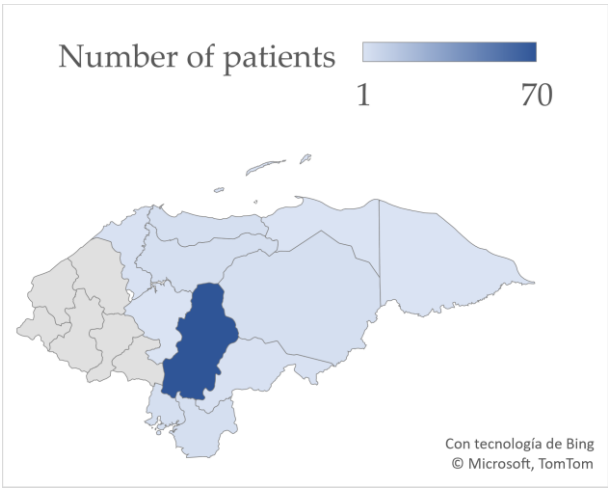 Number of patients
1 70
Con tecnología de Bing
© Microsoft, TomTom